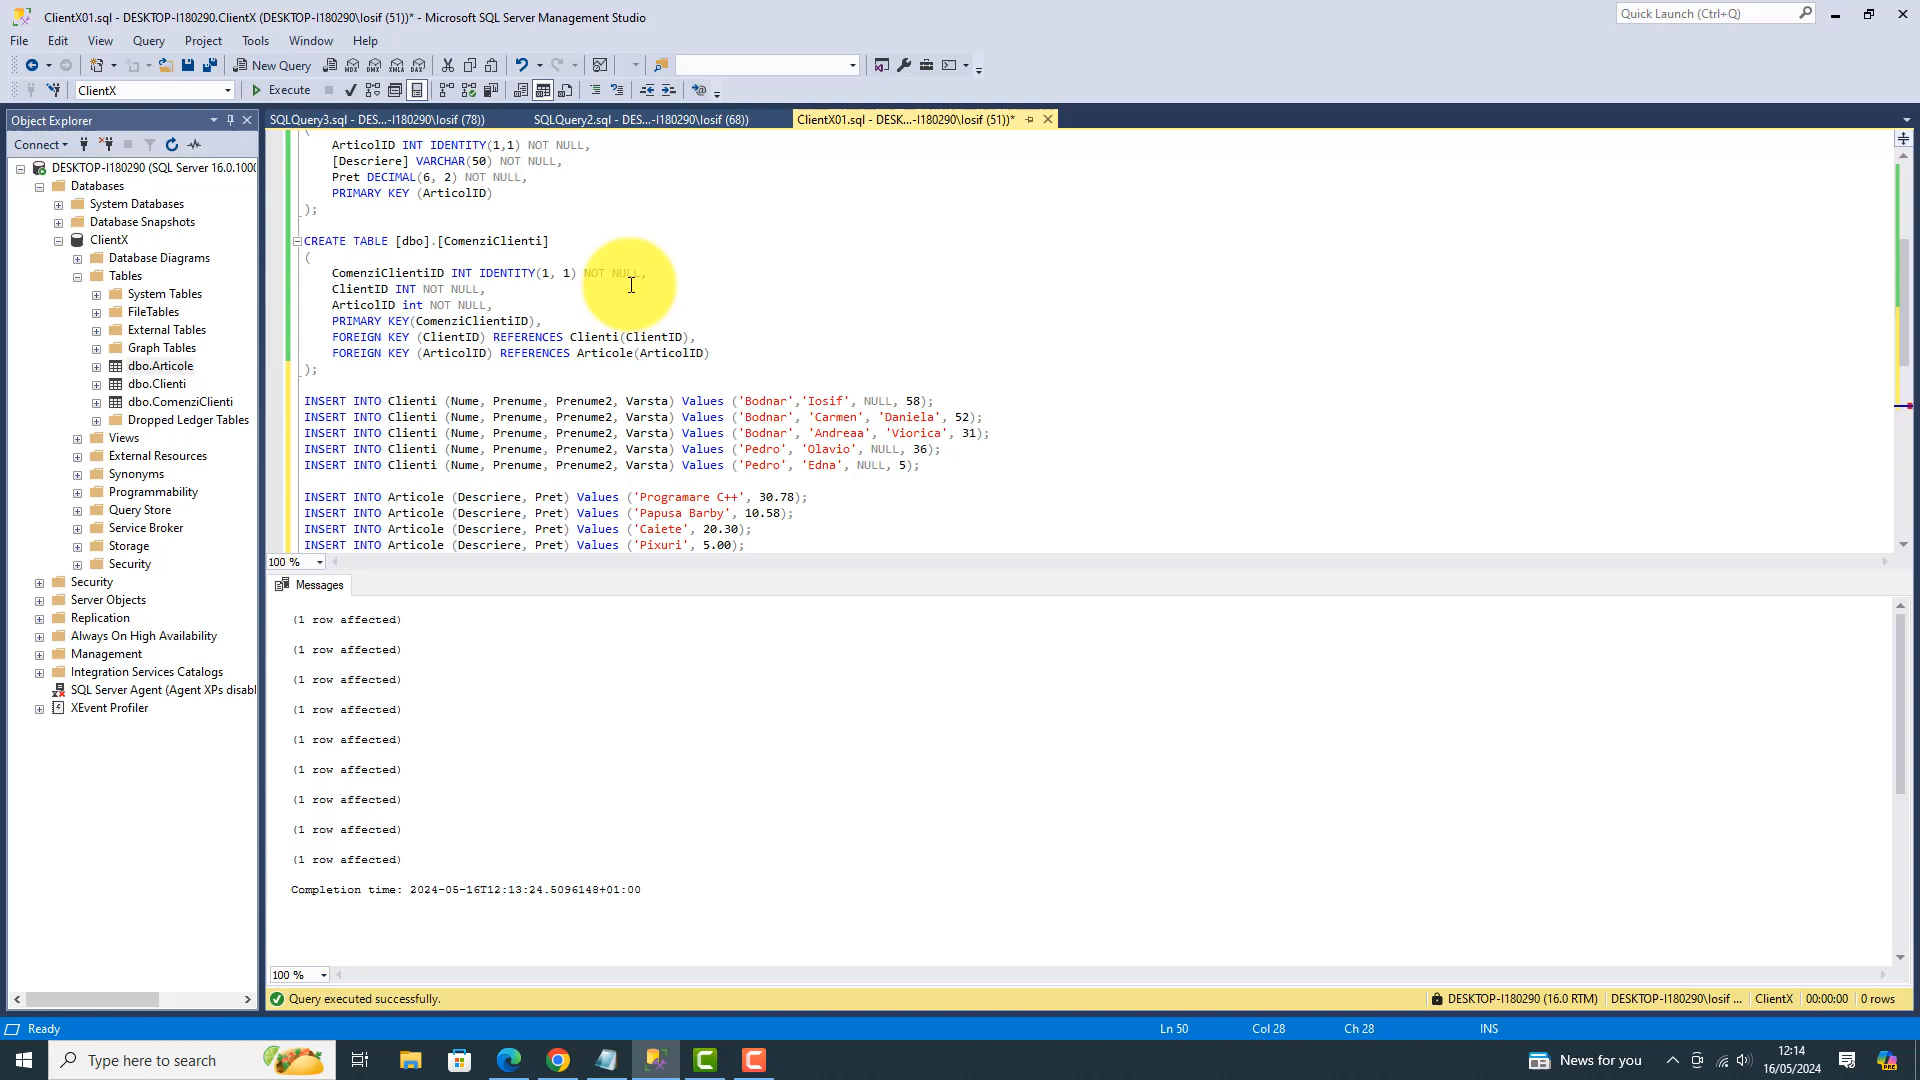 ClientX01.sql - DESKTOP-I180290.ClientX (DESKTOP-I180290\Iosif (51))* - Microsoft SQL Server Management Studio
Quick Launch (Ctrl+Q)
File Edit View Query Project Tools Window Help
New Query
ClientX
Execute
Object Explorer
Connect
DESKTOP-I180290 (SQL Server 16.0.1000
Databases
System Databases
Database Snapshots
ClientX
Database Diagrams
Tables
System Tables
FileTables
External Tables
Graph Tables
dbo.Articole
dbo.Clienti
dbo.ComenziClienti
Dropped Ledger Tables
Views
External Resources
Synonyms
Programmability
Query Store
Service Broker
Storage
Security
Security
Server Objects
Replication
Always On High Availability
Management
Integration Services Catalogs
SQL Server Agent (Agent XPs disabl
XEvent Profiler
SQLQuery3.sql - DES...-I180290\Iosif (78))
SQLQuery2.sql - DES...-I180290\Iosif (68))
ClientX01.sql - DESK...-I180290\Iosif (51))*
(
ArticolID INT IDENTITY(1,1) NOT NULL,
[Descriere] VARCHAR(50) NOT NULL,
Pret DECIMAL(6, 2) NOT NULL,
PRIMARY KEY (ArticolID)
);
CREATE TABLE [dbo].[ComenziClienti]
(
ComenziClientiID INT IDENTITY(1, 1) NOT NULL,
ClientID INT NOT NULL,
ArticolID int NOT NULL,
PRIMARY KEY(ComenziClientiID),
FOREIGN KEY (ClientID) REFERENCES Clienti(ClientID),
FOREIGN KEY (ArticolID) REFERENCES Articole(ArticolID)
);
INSERT INTO Clienti (Nume, Prenume, Prenume2, Varsta) Values ('Bodnar','Iosif', NULL, 58);
INSERT INTO Clienti (Nume, Prenume, Prenume2, Varsta) Values ('Bodnar', 'Carmen', 'Daniela', 52);
INSERT INTO Clienti (Nume, Prenume, Prenume2, Varsta) Values ('Bodnar', 'Andreaa', 'Viorica', 31);
INSERT INTO Clienti (Nume, Prenume, Prenume2, Varsta) Values ('Pedro', 'Olavio', NULL, 36);
INSERT INTO Clienti (Nume, Prenume, Prenume2, Varsta) Values ('Pedro', 'Edna', NULL, 5);
INSERT INTO Articole (Descriere, Pret) Values ('Programare C++', 30.78);
INSERT INTO Articole (Descriere, Pret) Values ('Papusa Barby', 10.58);
INSERT INTO Articole (Descriere, Pret) Values ('Caiete', 20.30);
INSERT INTO Articole (Descriere, Pret) Values ('Pixuri', 5.00);
100 %
Messages
(1 row affected)
(1 row affected)
(1 row affected)
(1 row affected)
(1 row affected)
(1 row affected)
(1 row affected)
(1 row affected)
(1 row affected)
Completion time: 2024-05-16T12:13:24.5096148+01:00
100 %
Query executed successfully.
DESKTOP-I180290 (16.0 RTM) DESKTOP-I180290\Iosif ... ClientX 00:00:00 0 rows
Ready
Ln 50 Col 28 Ch 28 INS
Type here to search
News for you
12:14
16/05/2024